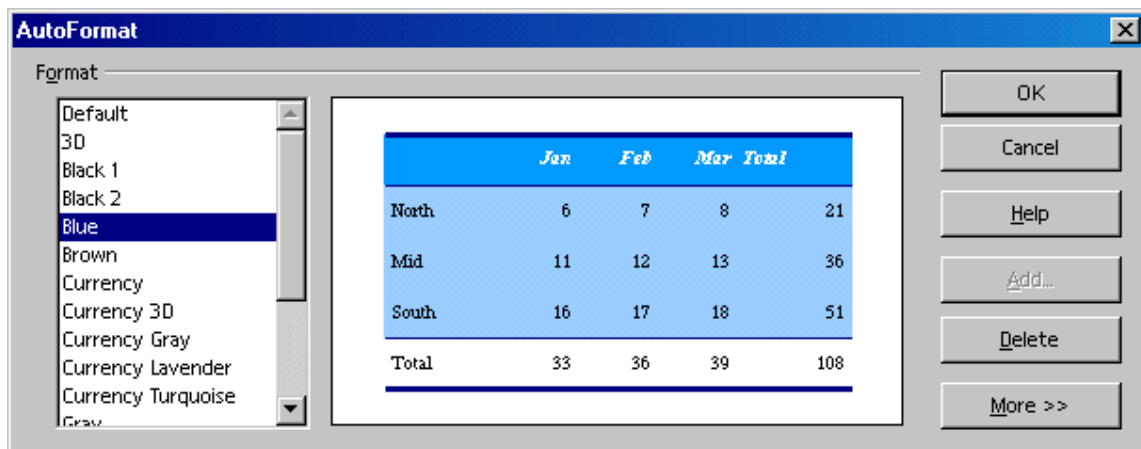 AutoFormat
Format
Default
3D
Black 1
Black 2
Blue
Brown
Currency
Currency 3D
Currency Gray
Currency Lavender
Currency Turquoise
Gray
Jan Feb Mar Total
North 6 7 8 21
Mid 11 12 13 36
South 16 17 18 51
Total 33 36 39 108
OK
Cancel
Help
Add...
Delete
More >>